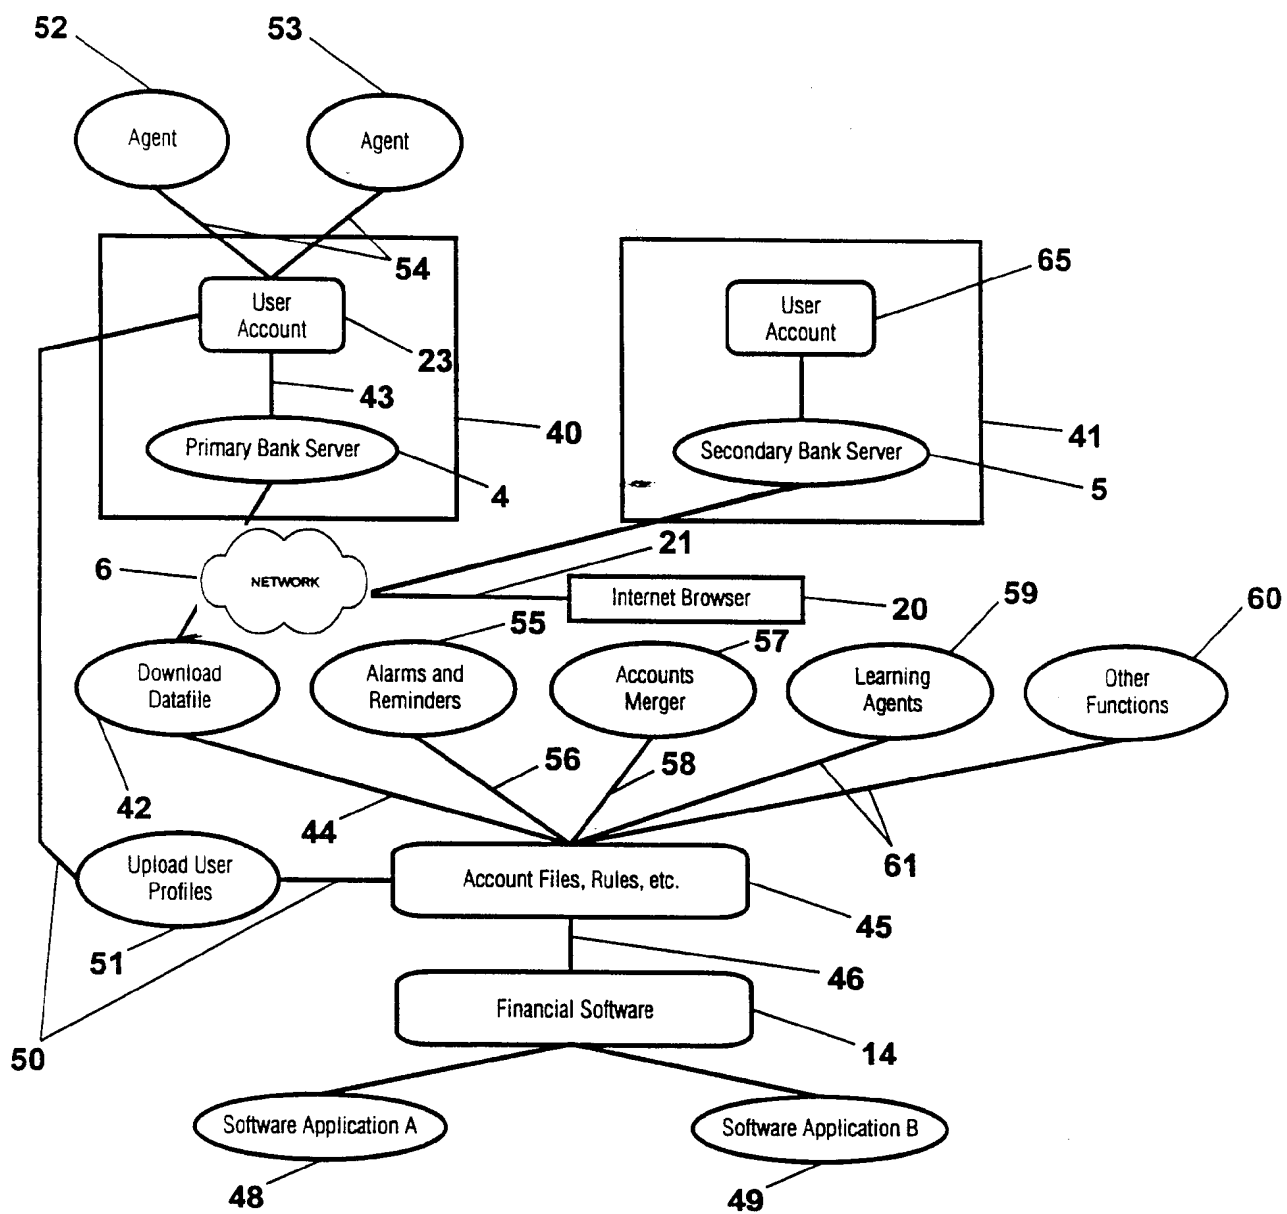 52
53
Agent
Agent
54
65
User
Account
User
Account
23
43
40
41
Primary Bank Server
Secondary Bank Server
4
5
6
NETWORK
21
Internet Browser
20
59
60
55
57
Download
Datafile
Alarms and
Reminders
Accounts
Merger
Learning
Agents
Other
Functions
56
58
42
44
61
Upload User
Profiles
Account Files, Rules, etc.
45
51
46
Financial Software
50
14
Software Application A
Software Application B
48
49